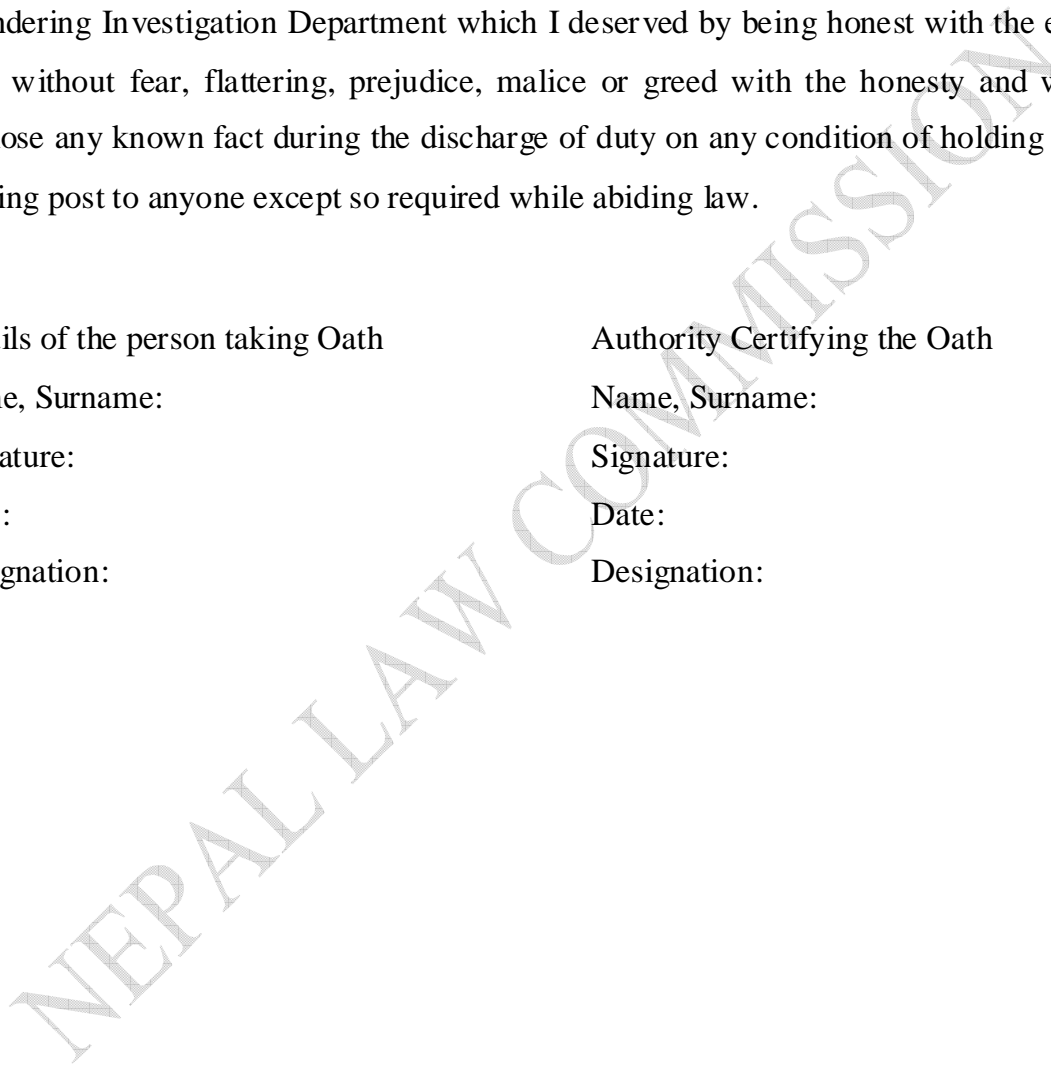 ndering Investigation Department which I deserved by being honest with the e
without fear, flattering, prejudice, malice or greed with the honesty and
ose any known fact during the discharge of duty on any condition of holding
ing post to anyone except so required while abiding law.
ils of the person taking Oath Authority Certifying the Oath
e, Surname: Name, Surname:
ature: Signature:
: Date:
gnation: Designation:
NEPAL LAW COMMISSION